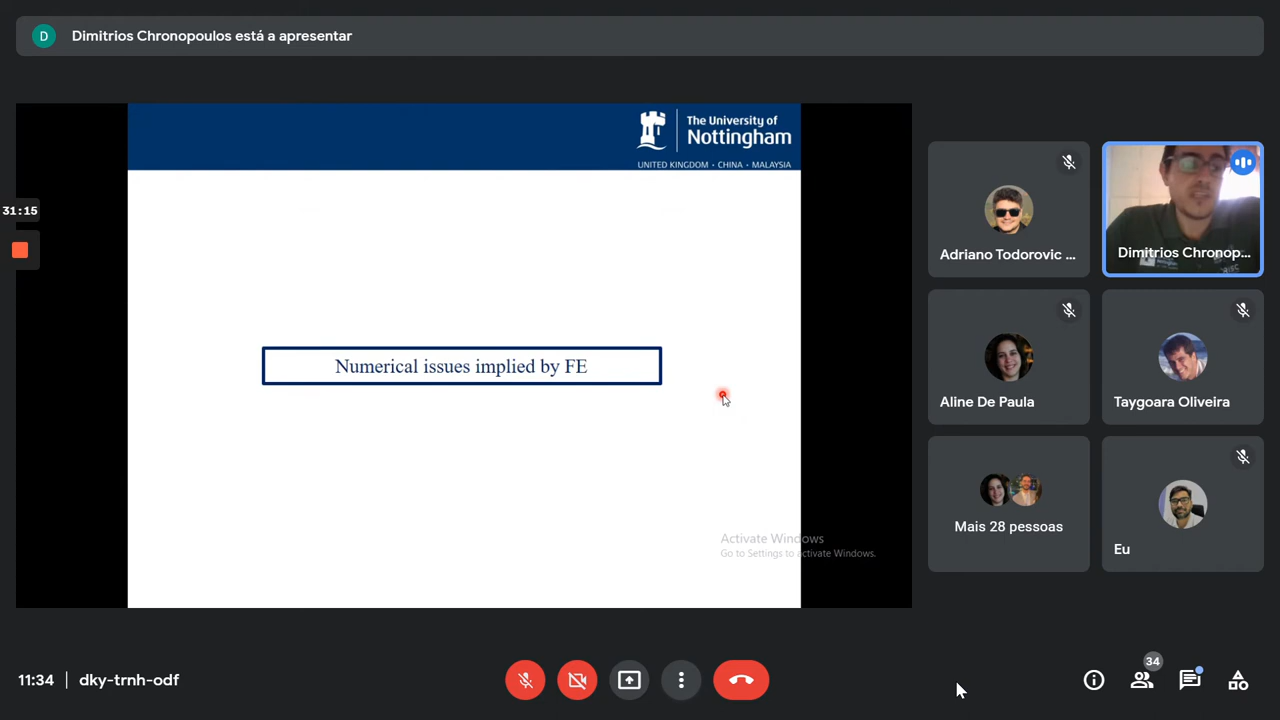 D
Dimitrios Chronopoulos está a apresentar
The University of
Nottingham
UNITED KINGDOM · CHINA · MALAYSIA
31:15
Numerical issues implied by FE
Activate Windows
Go to Settings to Activate Windows.
Adriano Todorovic ...
Dimitrios Chronop...
Aline De Paula
Taygoara Oliveira
Mais 28 pessoas
Eu
11:34 | dky-trnh-odf
34